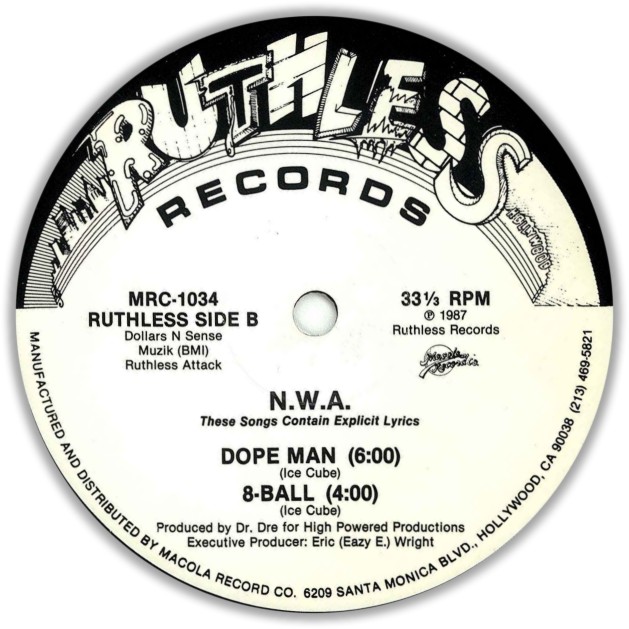 RUTHLESS
RECORDS
HOLLYWOOD
MRC-1034
RUTHLESS SIDE B
Dollars N Sense
Muzik (BMI)
Ruthless Attack
33⅓ RPM
℗ 1987
Ruthless Records
Macola
Record Co.
N.W.A.
These Songs Contain Explicit Lyrics
DOPE MAN (6:00)
(Ice Cube)
8-BALL (4:00)
(Ice Cube)
Produced by Dr. Dre for High Powered Productions
Executive Producer: Eric (Eazy E.) Wright
MANUFACTURED AND DISTRIBUTED BY MACOLA RECORD CO. 6209 SANTA MONICA BLVD., HOLLYWOOD, CA 90038 (213) 469-5821